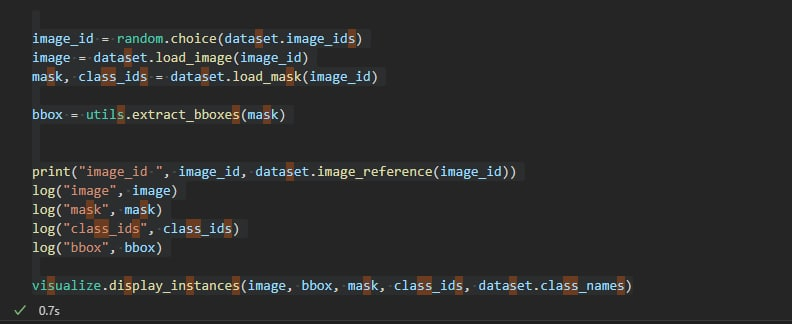 image_id = random.choice(dataset.image_ids)
image = dataset.load_image(image_id)
mask, class_ids = dataset.load_mask(image_id)
bbox = utils.extract_bboxes(mask)
print("image_id ", image_id, dataset.image_reference(image_id))
log("image", image)
log("mask", mask)
log("class_ids", class_ids)
log("bbox", bbox)
visualize.display_instances(image, bbox, mask, class_ids, dataset.class_names)
0.7s